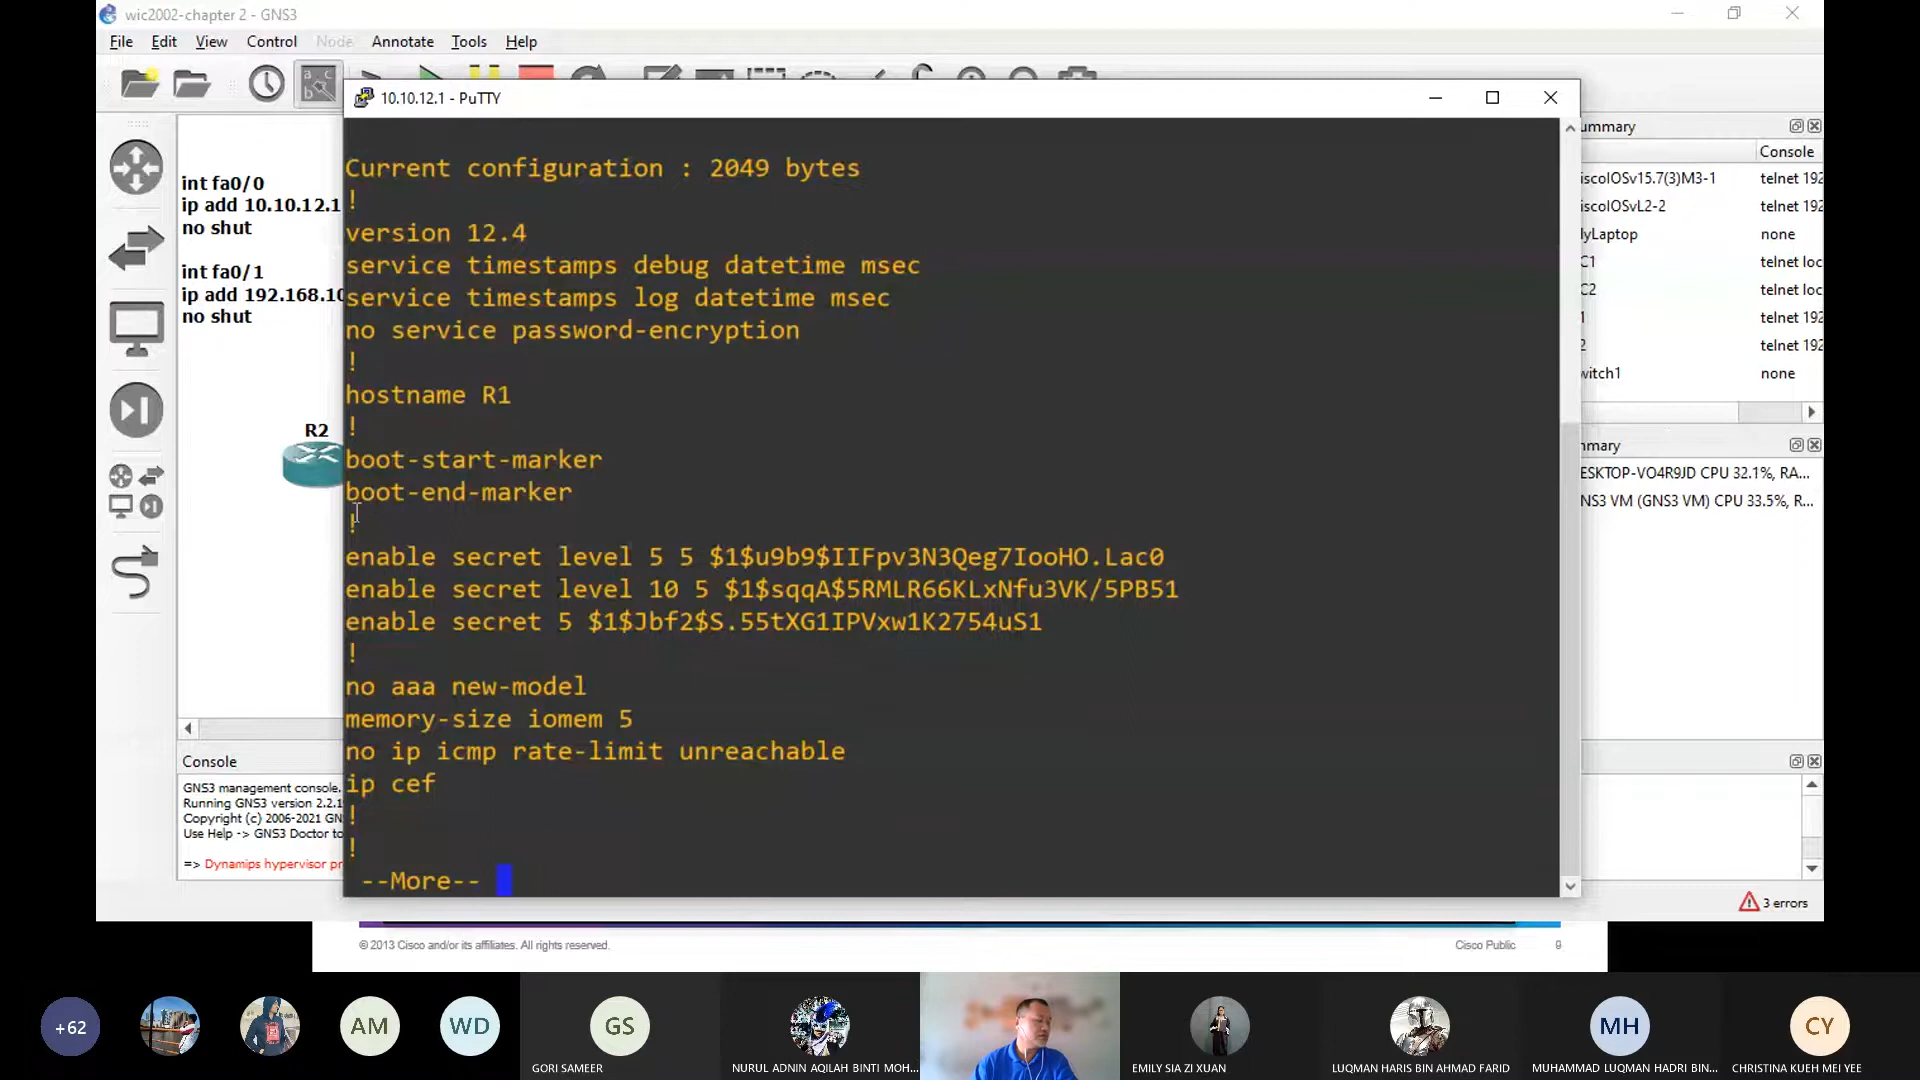 wic2002-chapter 2 - GNS3
File Edit View Control Node Annotate Tools Help
10.10.12.1 - PuTTY
int fa0/0
ip add 10.10.12.1
no shut
int fa0/1
ip add 192.168.10
no shut
R2
Current configuration : 2049 bytes
!
version 12.4
service timestamps debug datetime msec
service timestamps log datetime msec
no service password-encryption
!
hostname R1
!
boot-start-marker
boot-end-marker
!
enable secret level 5 5 $1$u9b9$IIFpv3N3Qeg7IooHO.Lac0
enable secret level 10 5 $1$sqqA$5RMLR66KLxNfu3VK/5PB51
enable secret 5 $1$Jbf2$S.55tXG1IPVxw1K2754uS1
!
no aaa new-model
memory-size iomem 5
no ip icmp rate-limit unreachable
ip cef
!
!
--More--
ummary
Console
iscoIOSv15.7(3)M3-1 telnet 192
iscoIOSvL2-2 telnet 192
lyLaptop none
C1 telnet loc
C2 telnet loc
1 telnet 192
2 telnet 192
witch1 none
mmary
ESKTOP-VO4R9JD CPU 32.1%, RA...
NS3 VM (GNS3 VM) CPU 33.5%, R...
Console
GNS3 management console.
Running GNS3 version 2.2.1
Copyright (c) 2006-2021 GN
Use Help -> GNS3 Doctor to
=> Dynamips hypervisor pr
3 errors
© 2013 Cisco and/or its affiliates. All rights reserved.
Cisco Public 9
+62
AM
WD
GS
GORI SAMEER
NURUL ADNIN AQILAH BINTI MOH...
EMILY SIA ZI XUAN
LUQMAN HARIS BIN AHMAD FARID
MH
MUHAMMAD LUQMAN HADRI BIN...
CY
CHRISTINA KUEH MEI YEE